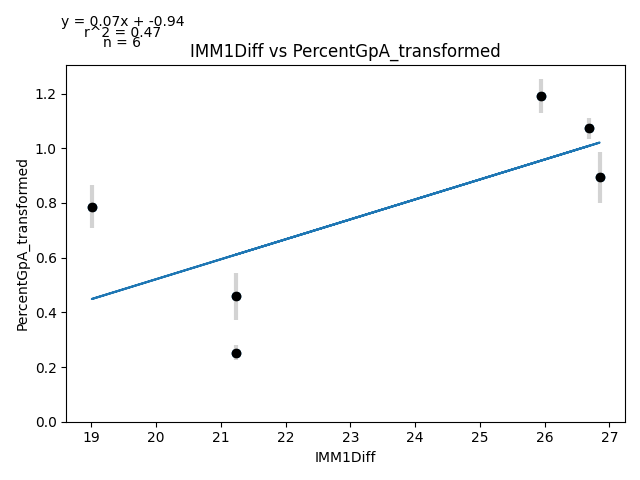 y = 0.07x + -0.94
r^2 = 0.47
n = 6
IMM1Diff vs PercentGpA_transformed
PercentGpA_transformed
1.2
1.0
0.8
0.6
0.4
0.2
0.0
19 20 21 22 23 24 25 26 27
IMM1Diff